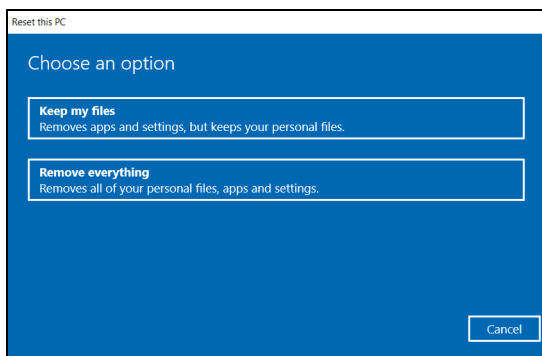 Reset this PC
Choose an option
Keep my files
Removes apps and settings, but keeps your personal files.
Remove everything
Removes all of your personal files, apps and settings.
Cancel